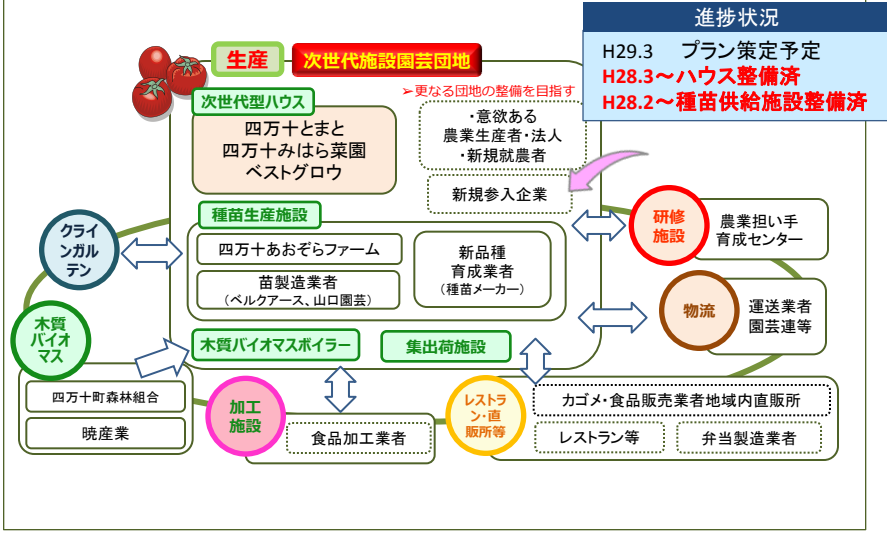 進捗状況
H29.3 プラン策定予定
H28.3～ハウス整備済
H28.2～種苗供給施設整備済
生産
次世代施設園芸団地
➢更なる団地の整備を目指す
次世代型ハウス
四万十とまと
四万十みはら菜園
ベストグロウ
・意欲ある
農業生産者・法人
・新規就農者
新規参入企業
種苗生産施設
四万十あおぞらファーム
苗製造業者
（ベルクアース、山口園芸）
新品種
育成業者
（種苗メーカー）
木質バイオマスボイラー
集出荷施設
クライ
ンガル
テン
木質
バイオ
マス
四万十町森林組合
暁産業
加工
施設
食品加工業者
レストラ
ン・直
販所等
カゴメ・食品販売業者地域内直販所
レストラン等
弁当製造業者
研修
施設
農業担い手
育成センター
物流
運送業者
園芸連等